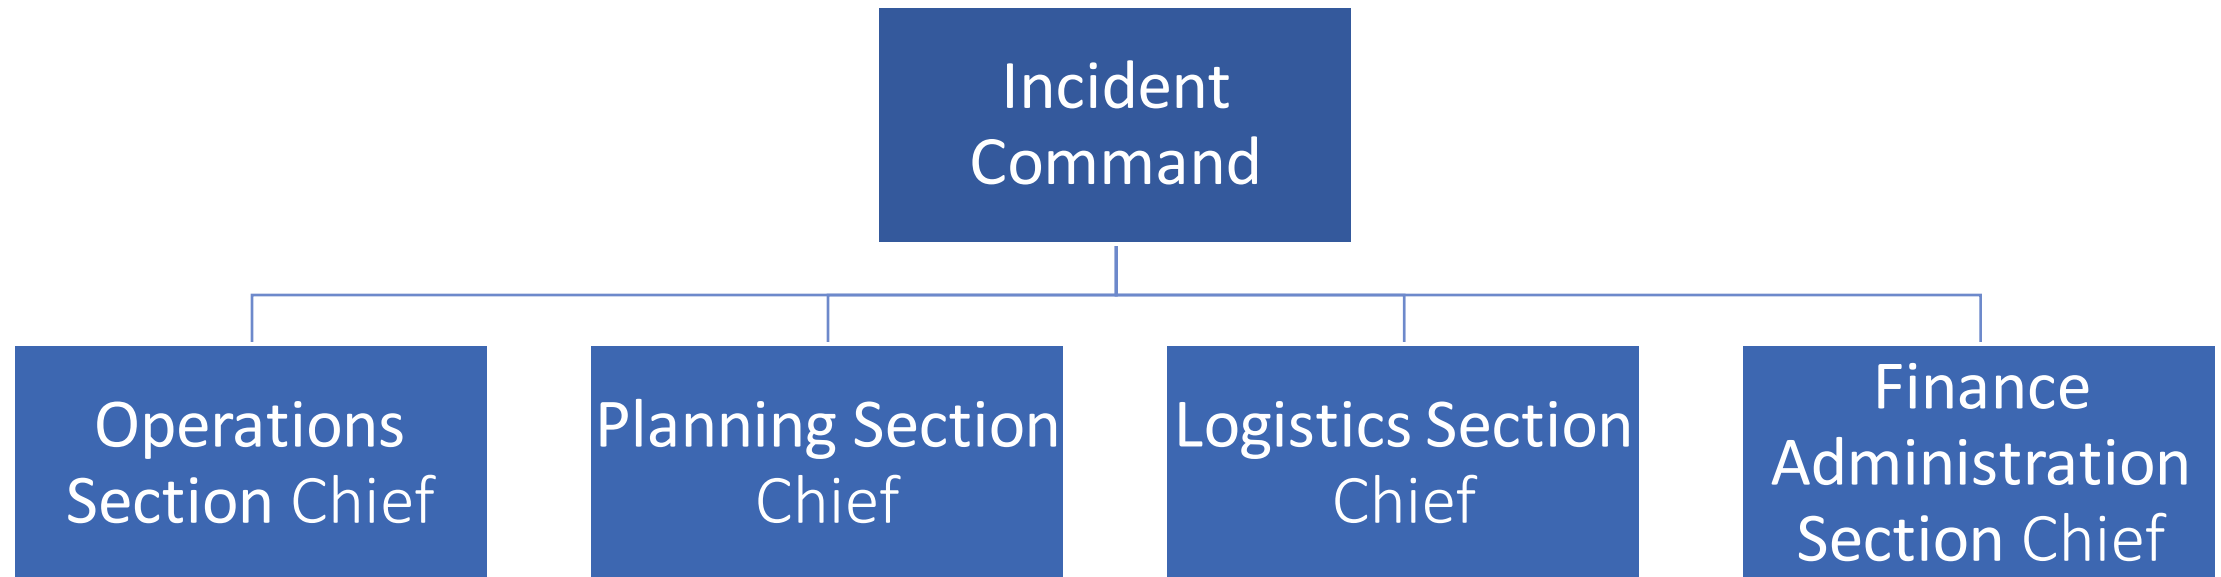 Incident
Command
Operations
Section Chief
Planning Section
Chief
Logistics Section
Chief
Finance
Administration
Section Chief